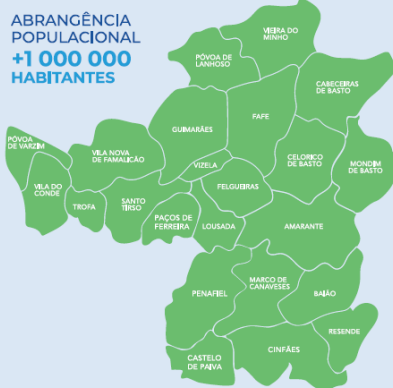 ABRANGÊNCIA
POPULACIONAL
+1 000 000
HABITANTES
VIEIRA DO
MINHO
PÓVOA DE
LANHOSO
CABECEIRAS
DE BASTO
GUIMARÃES
FAFE
PÓVOA
DE VARZIM
VILA NOVA
DE FAMALICÃO
VIZELA
CELORICO
DE BASTO
MONDIM
DE BASTO
VILA DO
CONDE
TROFA
SANTO
TIRSO
FELGUEIRAS
PAÇOS DE
FERREIRA
LOUSADA
AMARANTE
PENAFIEL
MARCO DE
CANAVESES
BAIÃO
RESENDE
CINFÃES
CASTELO
DE PAIVA